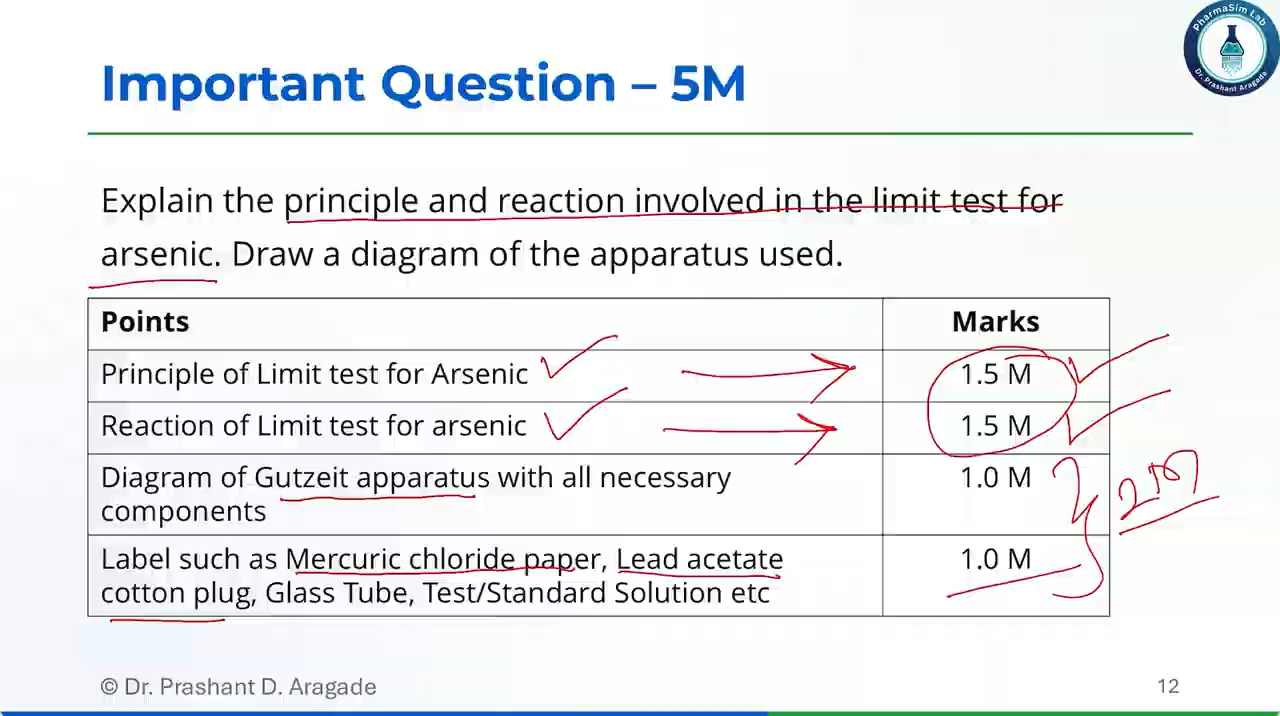 PharmaSim Lab
Dr. Prashant Aragade
Important Question – 5M
Explain the principle and reaction involved in the limit test for
arsenic. Draw a diagram of the apparatus used.
Points Marks
Principle of Limit test for Arsenic 1.5 M
Reaction of Limit test for arsenic 1.5 M
Diagram of Gutzeit apparatus with all necessary 1.0 M
components
2M
Label such as Mercuric chloride paper, Lead acetate 1.0 M
cotton plug, Glass Tube, Test/Standard Solution etc
© Dr. Prashant D. Aragade 12